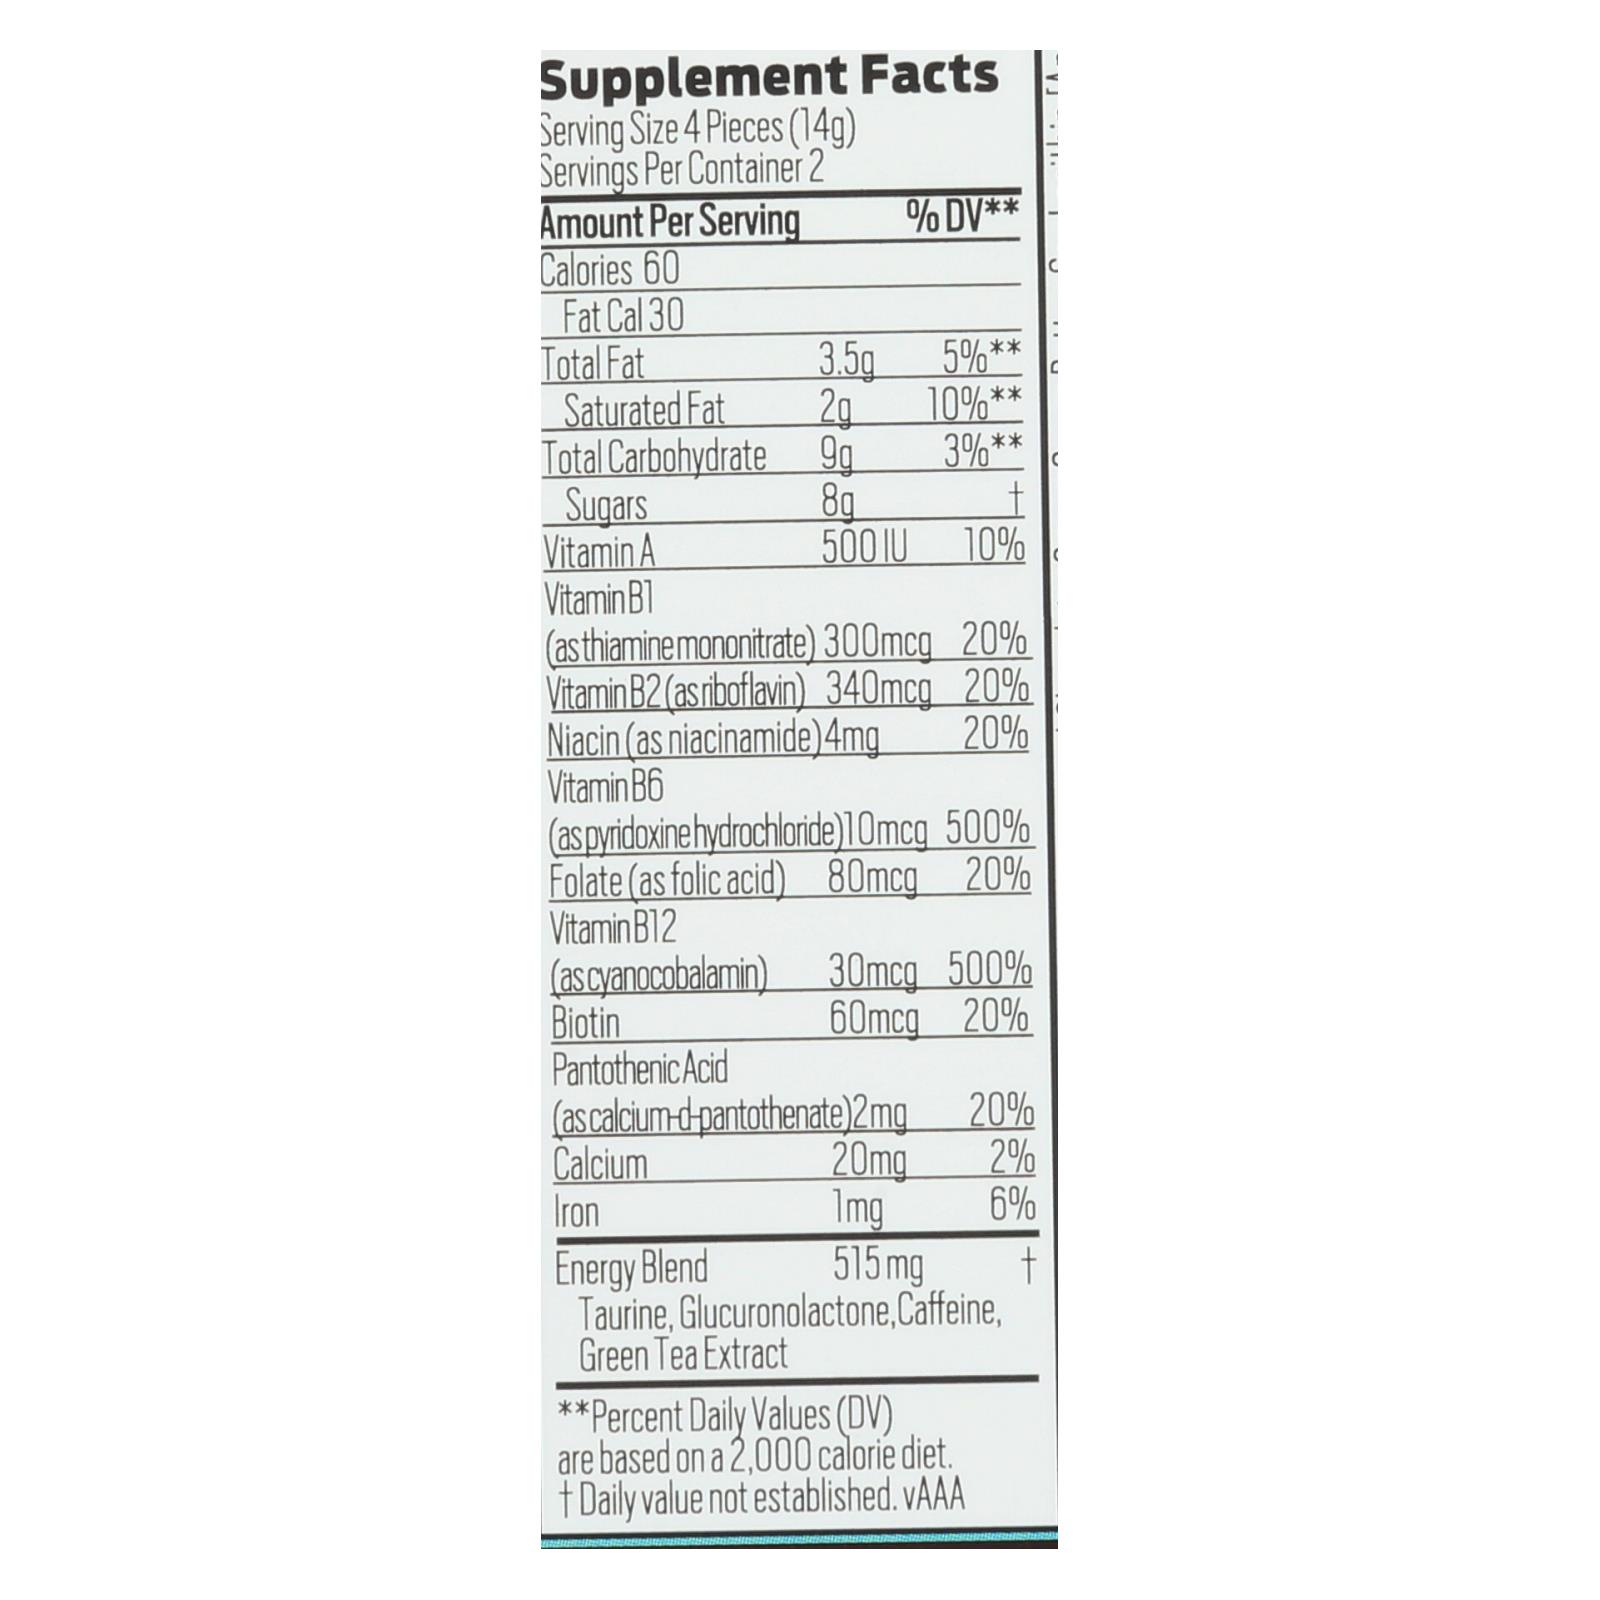 Supplement Facts
Serving Size 4 Pieces (14g)
Servings Per Container 2
Amount Per Serving % DV**
Calories 60
Fat Cal 30
Total Fat 3.5g 5%**
Saturated Fat 2g 10%**
Total Carbohydrate 9g 3%**
Sugars 8g †
Vitamin A 500 IU 10%
Vitamin B1
(as thiamine mononitrate) 300mcg 20%
Vitamin B2 (as riboflavin) 340mcg 20%
Niacin (as niacinamide) 4mg 20%
Vitamin B6
(as pyridoxine hydrochloride) 10mcg 500%
Folate (as folic acid) 80mcg 20%
Vitamin B12
(as cyanocobalamin) 30mcg 500%
Biotin 60mcg 20%
Pantothenic Acid
(as calcium-d-pantothenate) 2mg 20%
Calcium 20mg 2%
Iron 1mg 6%
Energy Blend 515 mg †
Taurine, Glucuronolactone, Caffeine,
Green Tea Extract
**Percent Daily Values (DV)
are based on a 2,000 calorie diet.
† Daily value not established. vAAA